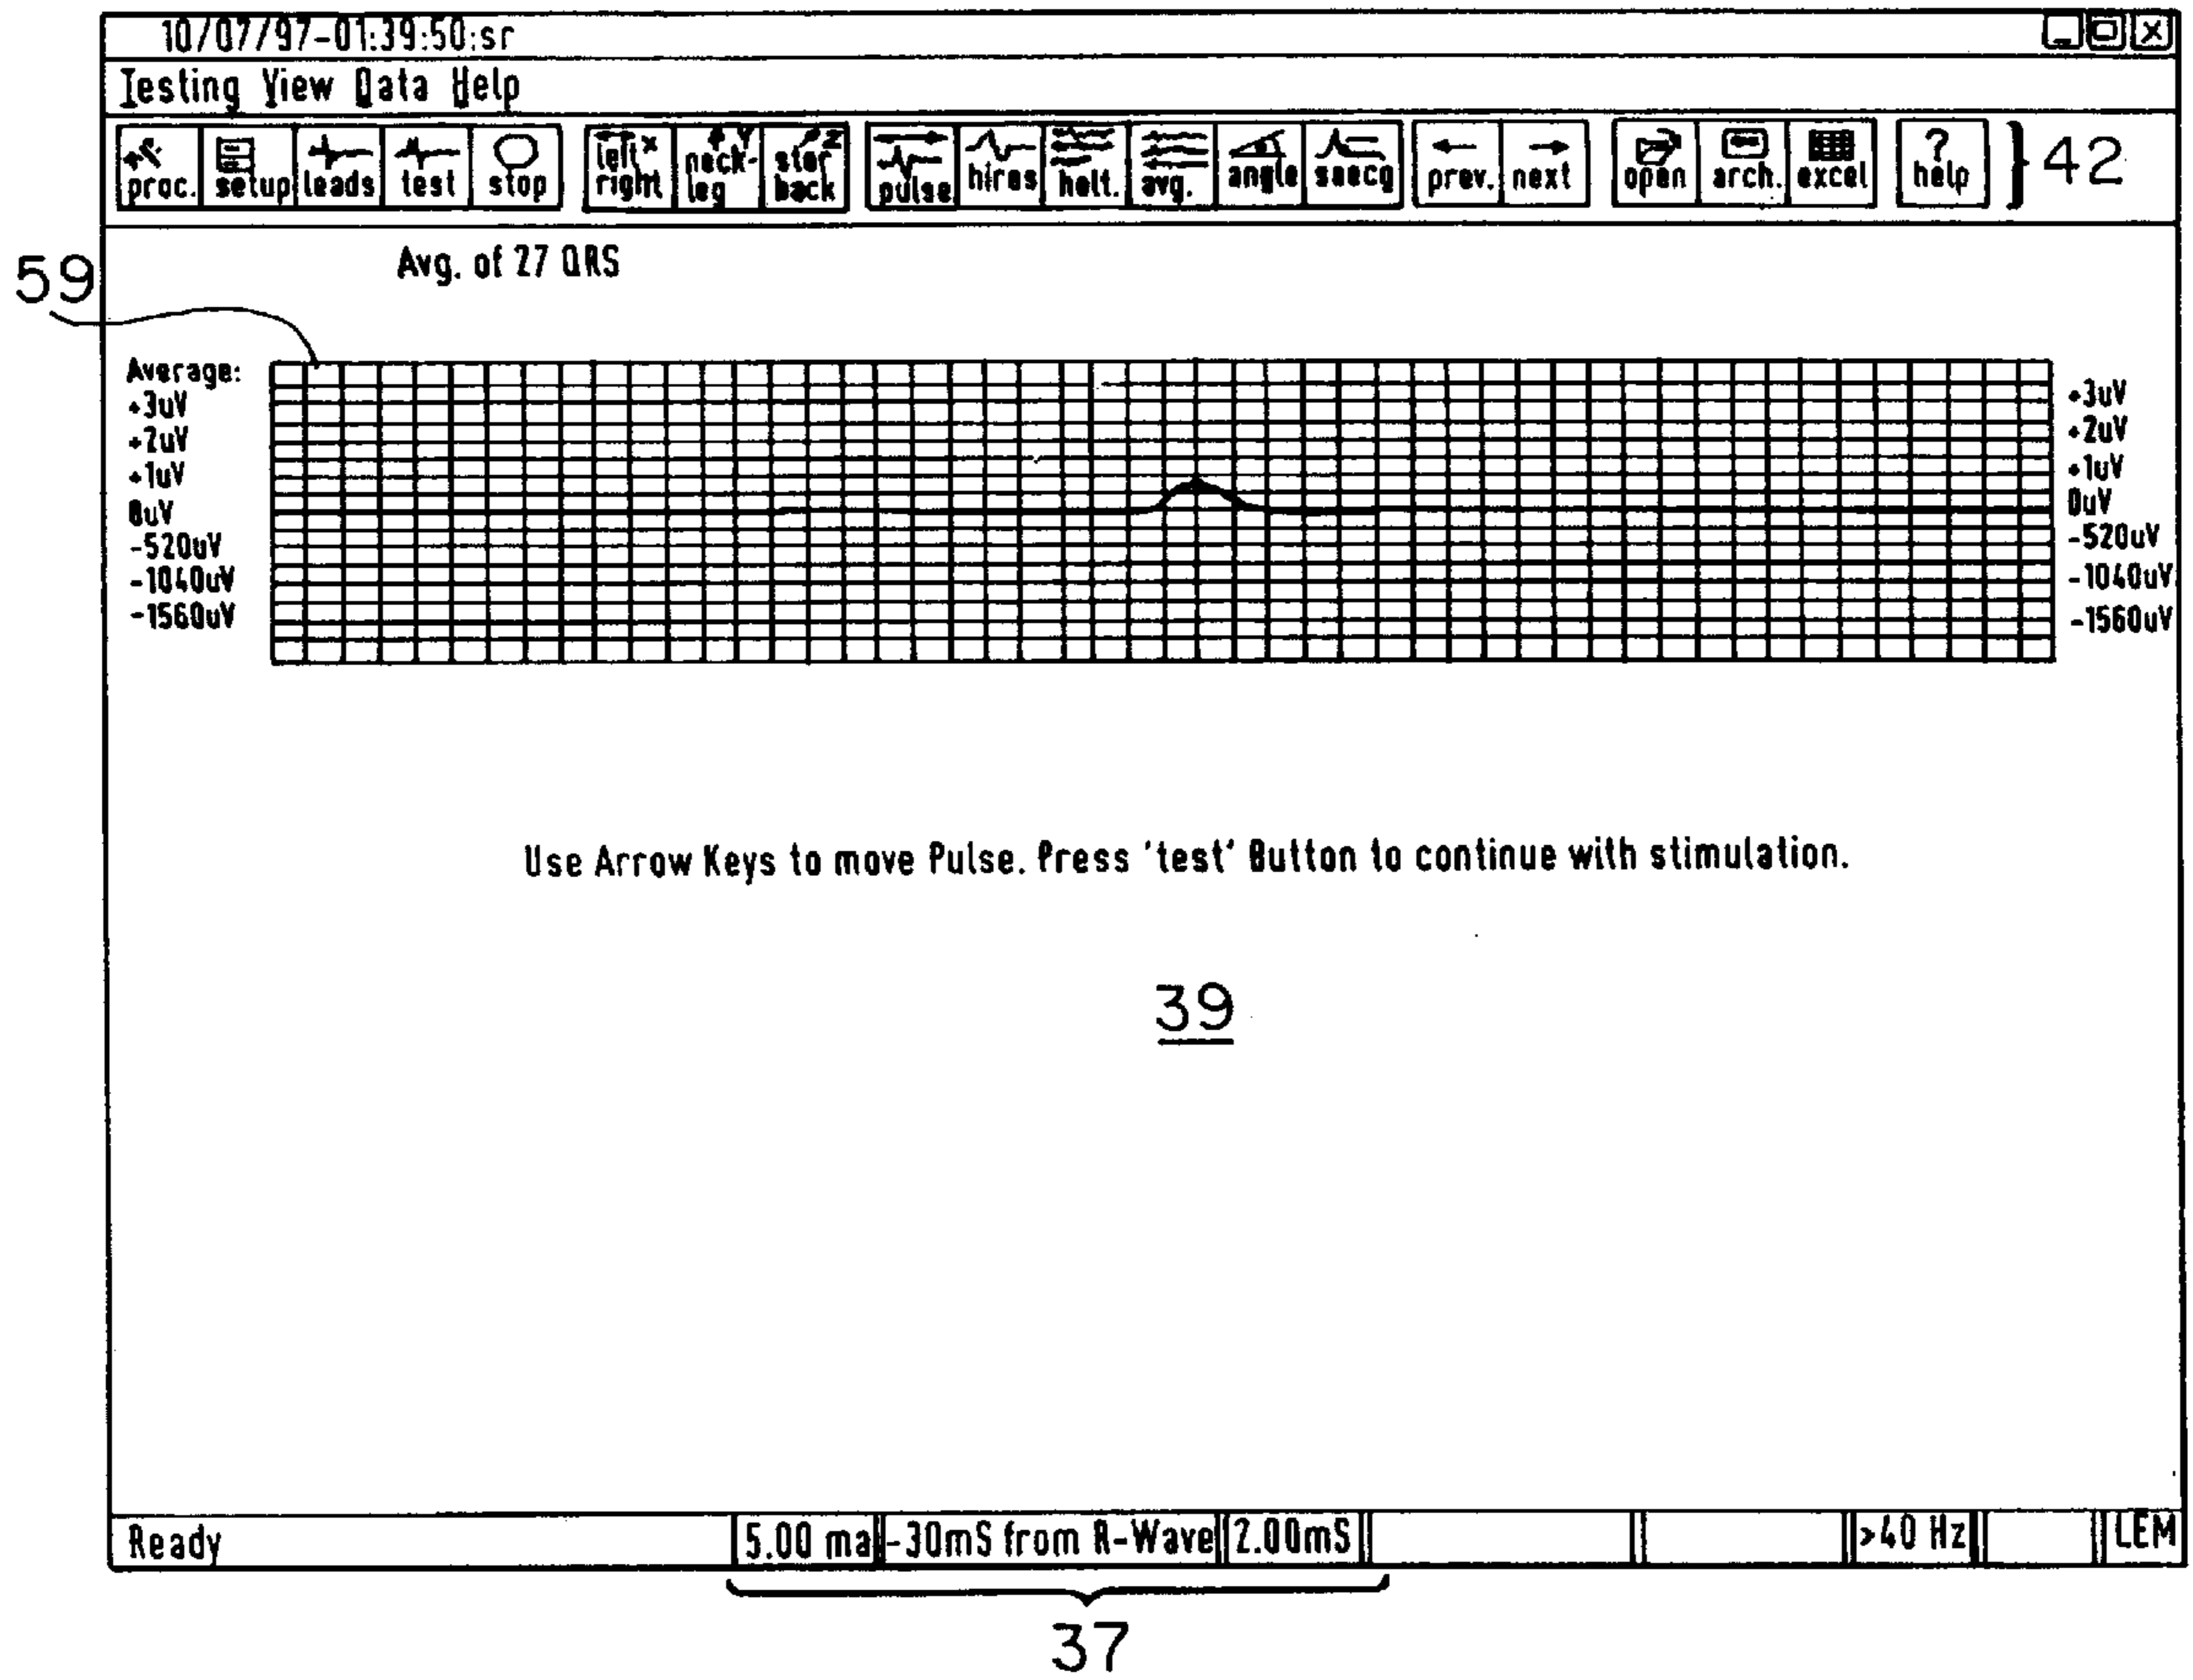 10/07/97-01:39:50:sr
Testing View Data Help
proc. setup leads test stop left x right neck- Y leg ster Z back pulse hires holt. avg. angle saecg prev. next open arch. excel ? help } 42
59
Avg. of 27 QRS
Average:
+3uV +3uV
+2uV +2uV
+1uV +1uV
0uV 0uV
-520uV -520uV
-1040uV -1040uV
-1560uV -1560uV
Use Arrow Keys to move Pulse. Press 'test' Button to continue with stimulation.
39
Ready 5.00 ma -30mS from R-Wave 2.00mS >40 Hz LEM
37